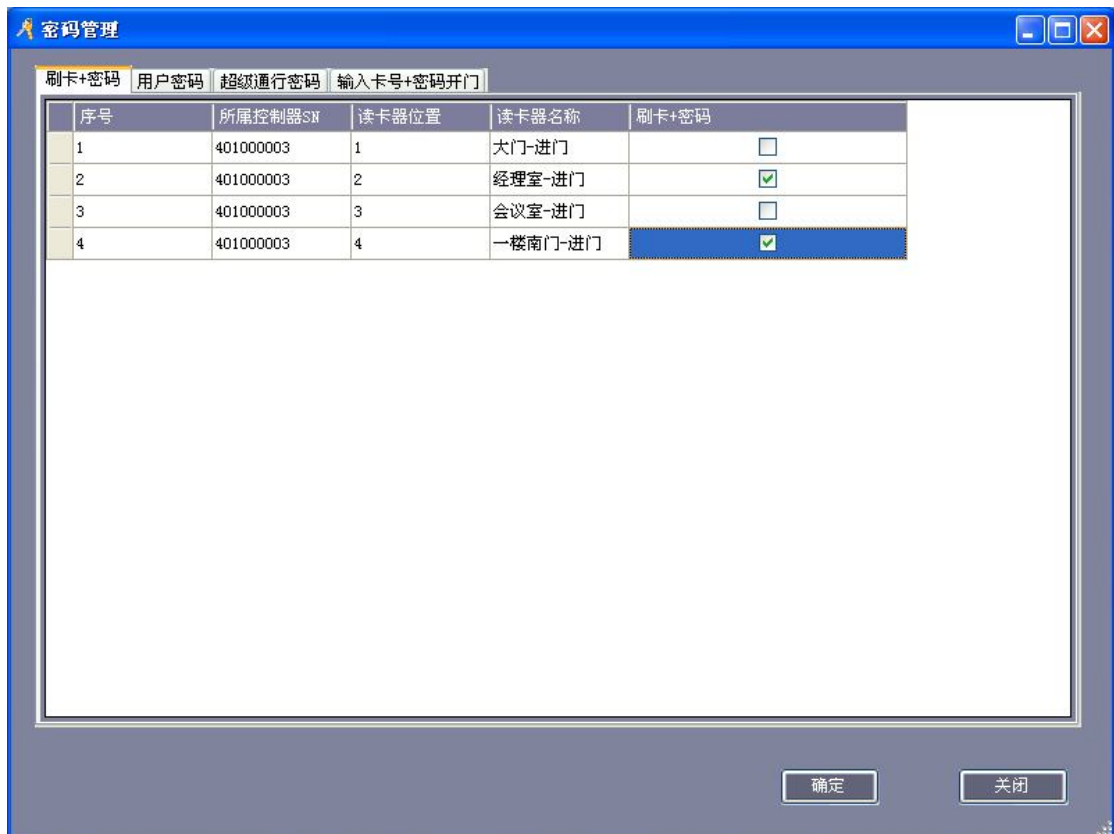 密码管理
刷卡+密码 用户密码 超级通行密码 输入卡号+密码开门
序号 所属控制器SN 读卡器位置 读卡器名称 刷卡+密码
1 401000003 1 大门-进门
2 401000003 2 经理室-进门
3 401000003 3 会议室-进门
4 401000003 4 一楼南门-进门
确定 关闭